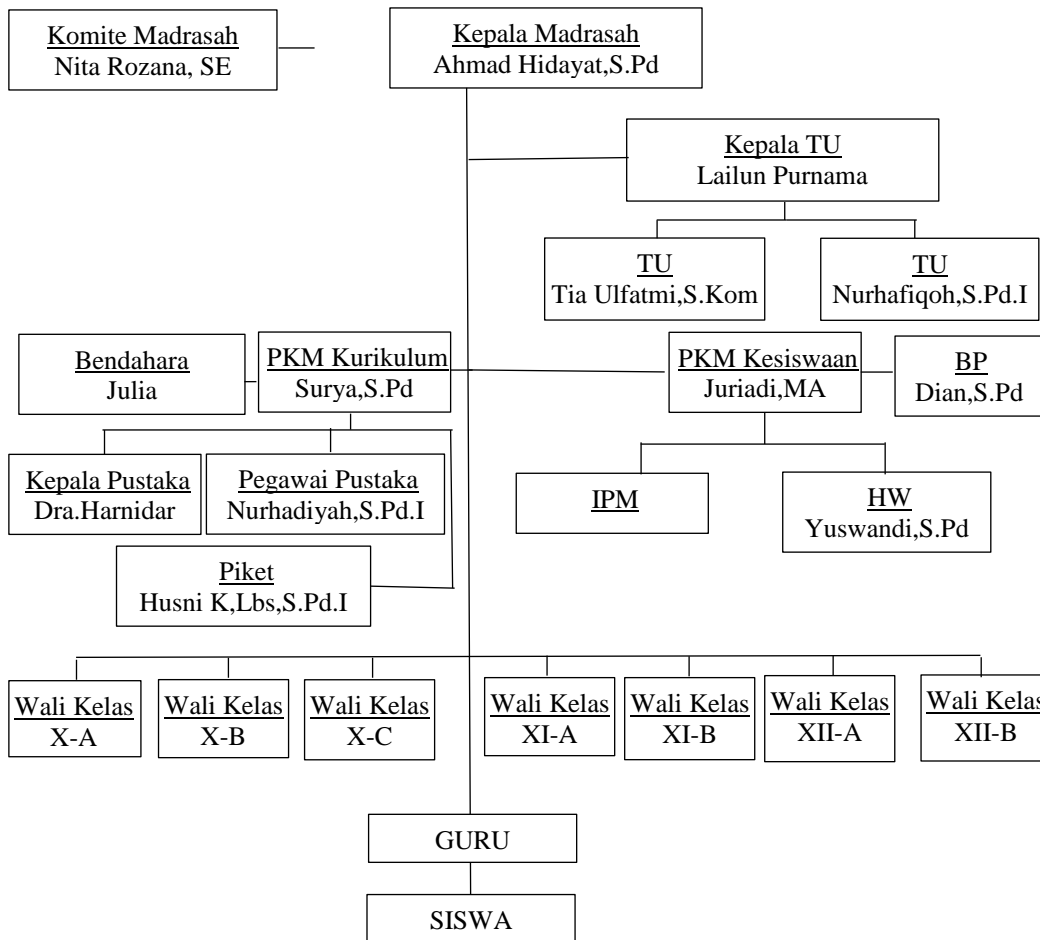 Komite Madrasah
Nita Rozana, SE
Kepala Madrasah
Ahmad Hidayat,S.Pd
Kepala TU
Lailun Purnama
TU
Tia Ulfatmi,S.Kom
TU
Nurhafiqoh,S.Pd.I
Bendahara
Julia
PKM Kurikulum
Surya,S.Pd
PKM Kesiswaan
Juriadi,MA
BP
Dian,S.Pd
Kepala Pustaka
Dra.Harnidar
Pegawai Pustaka
Nurhadiyah,S.Pd.I
IPM
HW
Yuswandi,S.Pd
Piket
Husni K,Lbs,S.Pd.I
Wali Kelas
X-A
Wali Kelas
X-B
Wali Kelas
X-C
Wali Kelas
XI-A
Wali Kelas
XI-B
Wali Kelas
XII-A
Wali Kelas
XII-B
GURU
SISWA